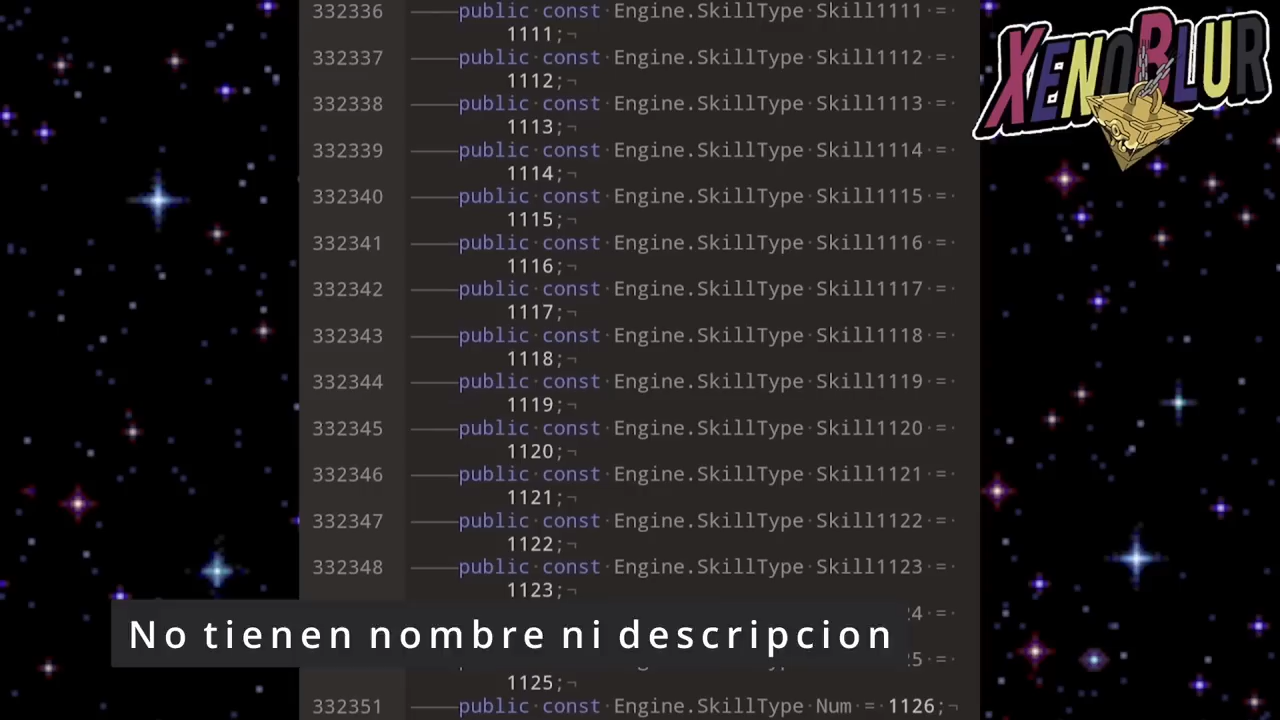 XENOBLUR
332336 public const Engine.SkillType Skill1111 =
1111;¬
332337 public const Engine.SkillType Skill1112 =
1112;¬
332338 public const Engine.SkillType Skill1113 =
1113;¬
332339 public const Engine.SkillType Skill1114 =
1114;¬
332340 public const Engine.SkillType Skill1115 =
1115;¬
332341 public const Engine.SkillType Skill1116 =
1116;¬
332342 public const Engine.SkillType Skill1117 =
1117;¬
332343 public const Engine.SkillType Skill1118 =
1118;¬
332344 public const Engine.SkillType Skill1119 =
1119;¬
332345 public const Engine.SkillType Skill1120 =
1120;¬
332346 public const Engine.SkillType Skill1121 =
1121;¬
332347 public const Engine.SkillType Skill1122 =
1122;¬
332348 public const Engine.SkillType Skill1123 =
1123;
24 =
No tienen nombre ni descripcion
25 =
1125;¬
332351 public const Engine.SkillType Num = 1126;¬